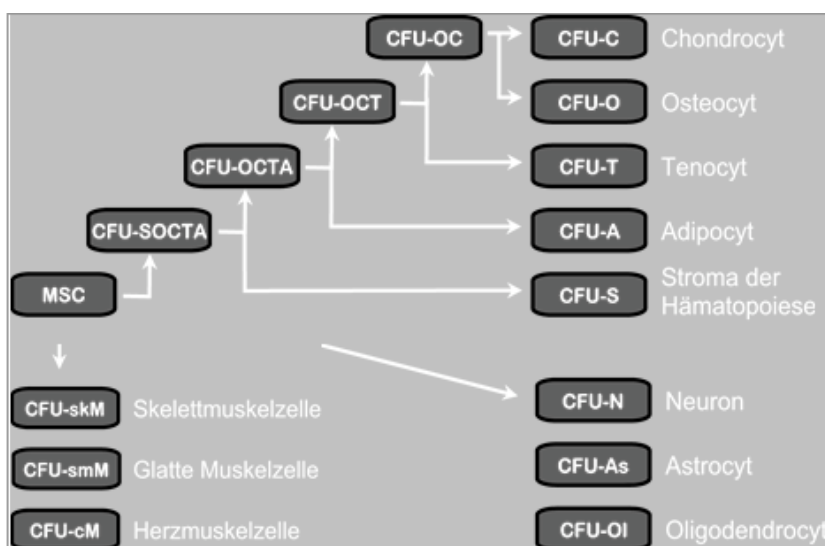 CFU-OC CFU-C Chondrocyt
CFU-OCT CFU-O Osteocyt
CFU-OCTA CFU-T Tenocyt
CFU-SOCTA CFU-A Adipocyt
MSC CFU-S Stroma der
Hämatopoiese
CFU-skM Skelettmuskelzelle CFU-N Neuron
CFU-smM Glatte Muskelzelle CFU-As Astrocyt
CFU-cM Herzmuskelzelle CFU-Ol Oligodendrocyt